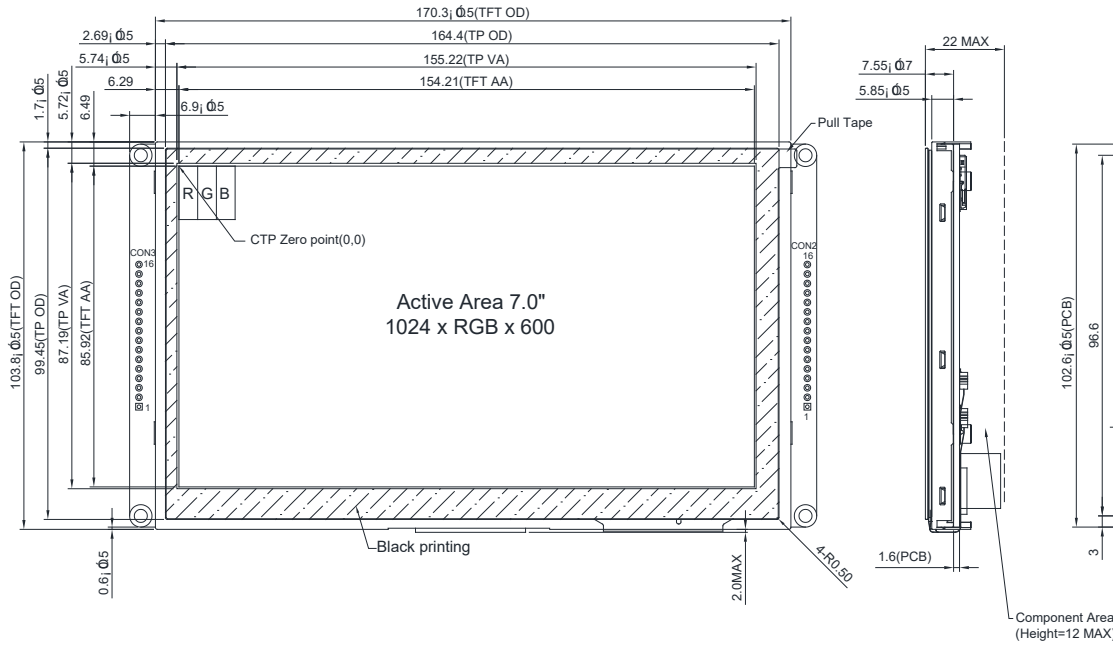 170.3¡Ó0.5(TFT OD)
2.69¡Ó0.5
164.4(TP OD)
5.74¡Ó0.5
155.22(TP VA)
6.29
154.21(TFT AA)
6.9¡Ó0.5
1.7¡Ó0.5
5.72¡Ó0.5
6.49
22 MAX
7.55¡Ó0.7
5.85¡Ó0.5
Pull Tape
R G B
CTP Zero point(0,0)
CON3
16
1
CON2
16
1
Active Area 7.0"
1024 x RGB x 600
103.8¡Ó0.5(TFT OD)
99.45(TP OD)
87.19(TP VA)
85.92(TFT AA)
102.6¡Ó0.5(PCB)
96.6
Black printing
0.6¡Ó0.5
2.0MAX
4-R0.50
1.6(PCB)
3
Component Area
(Height=12 MAX)